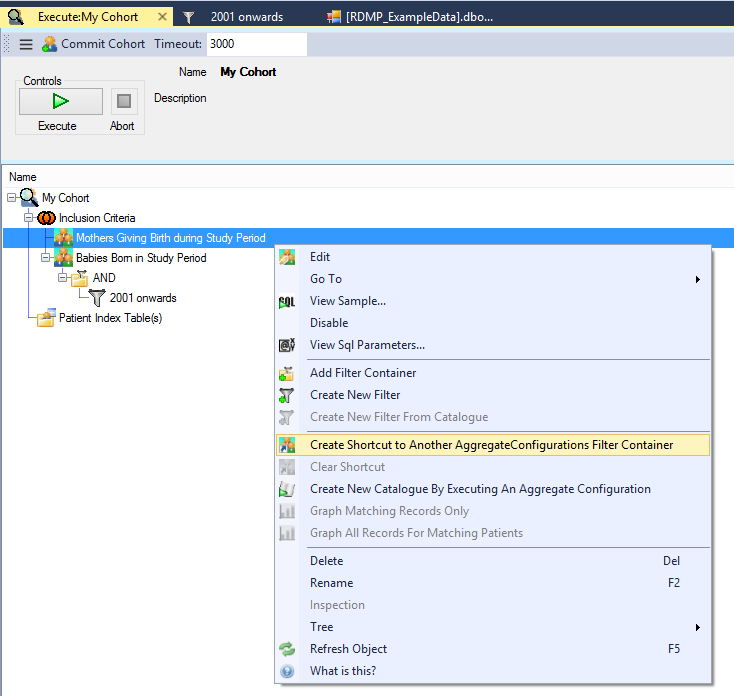 Execute:My Cohort
2001 onwards
[RDMP_ExampleData].dbo...
Commit Cohort Timeout: 3000
Controls
Execute
Abort
Name My Cohort
Description
Name
My Cohort
Inclusion Criteria
Mothers Giving Birth during Study Period
Babies Born in Study Period
AND
2001 onwards
Patient Index Table(s)
Edit
Go To
SQL View Sample...
Disable
View Sql Parameters...
Add Filter Container
Create New Filter
Create New Filter From Catalogue
Create Shortcut to Another AggregateConfigurations Filter Container
Clear Shortcut
Create New Catalogue By Executing An Aggregate Configuration
Graph Matching Records Only
Graph All Records For Matching Patients
Delete Del
Rename F2
Inspection
Tree
Refresh Object F5
What is this?